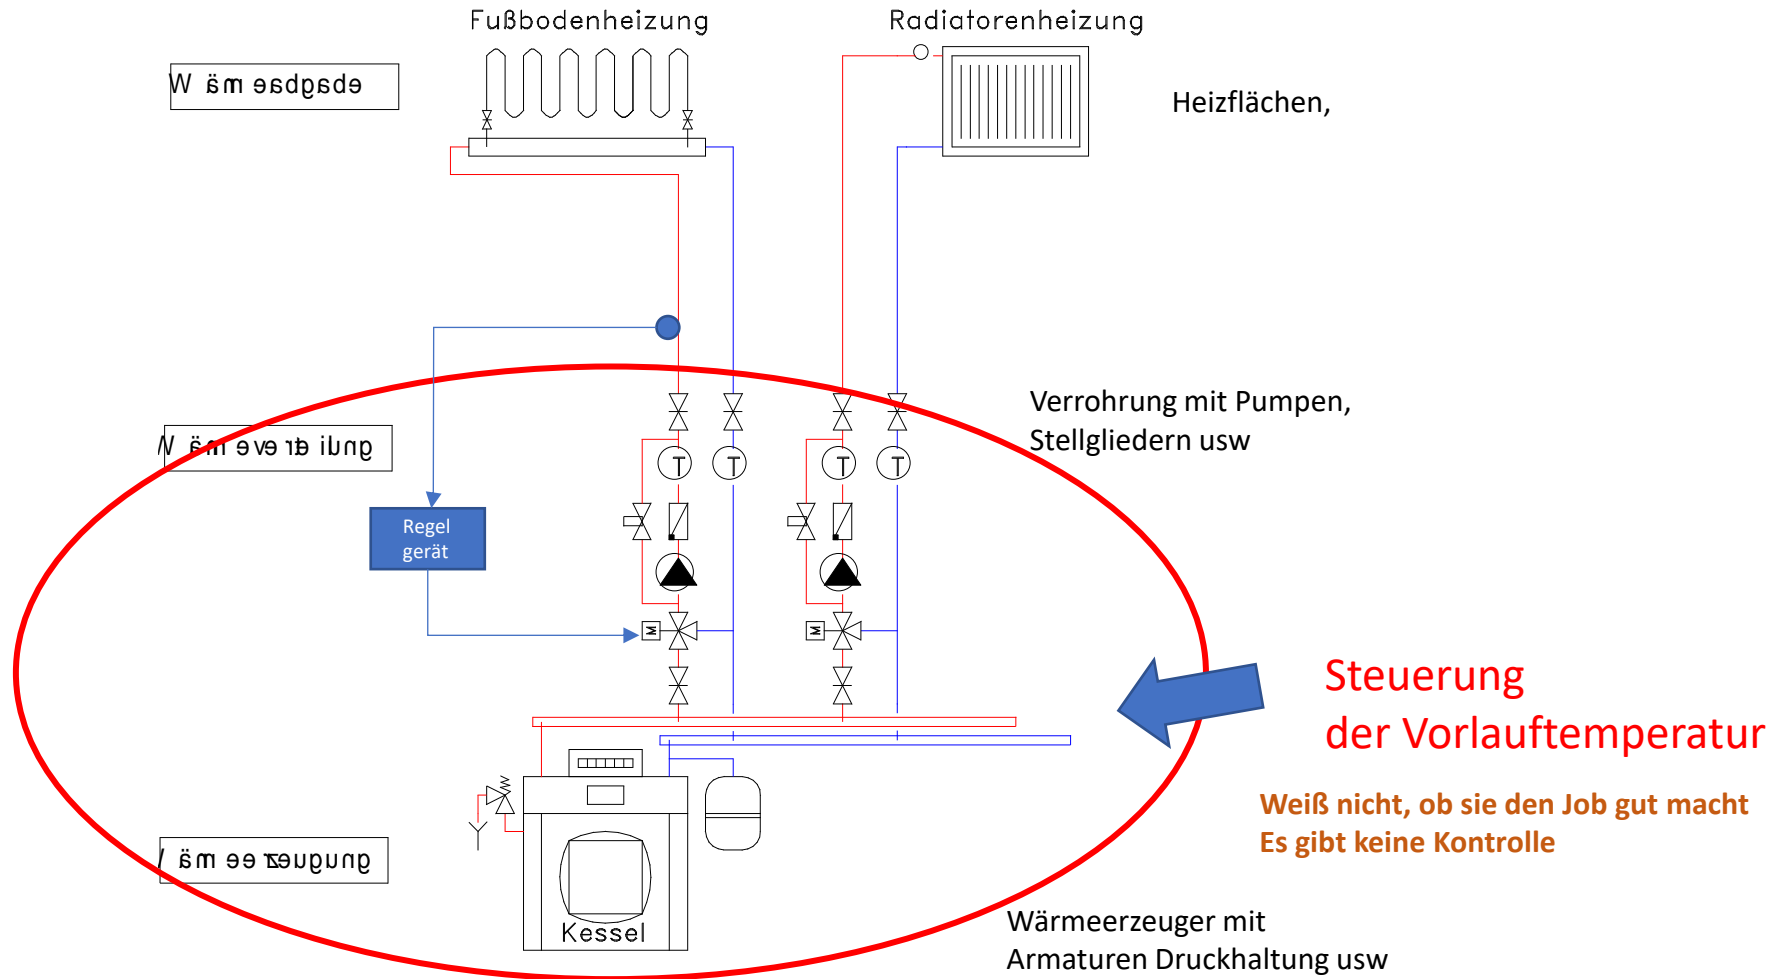 Fußbodenheizung
Radiatorenheizung
Heizflächen,
Verrohrung mit Pumpen,
Stellgliedern usw
T T T T
Regel
gerät
M M
Steuerung
der Vorlauftemperatur
Weiß nicht, ob sie den Job gut macht
Es gibt keine Kontrolle
Kessel
Wärmeerzeuger mit
Armaturen Druckhaltung usw